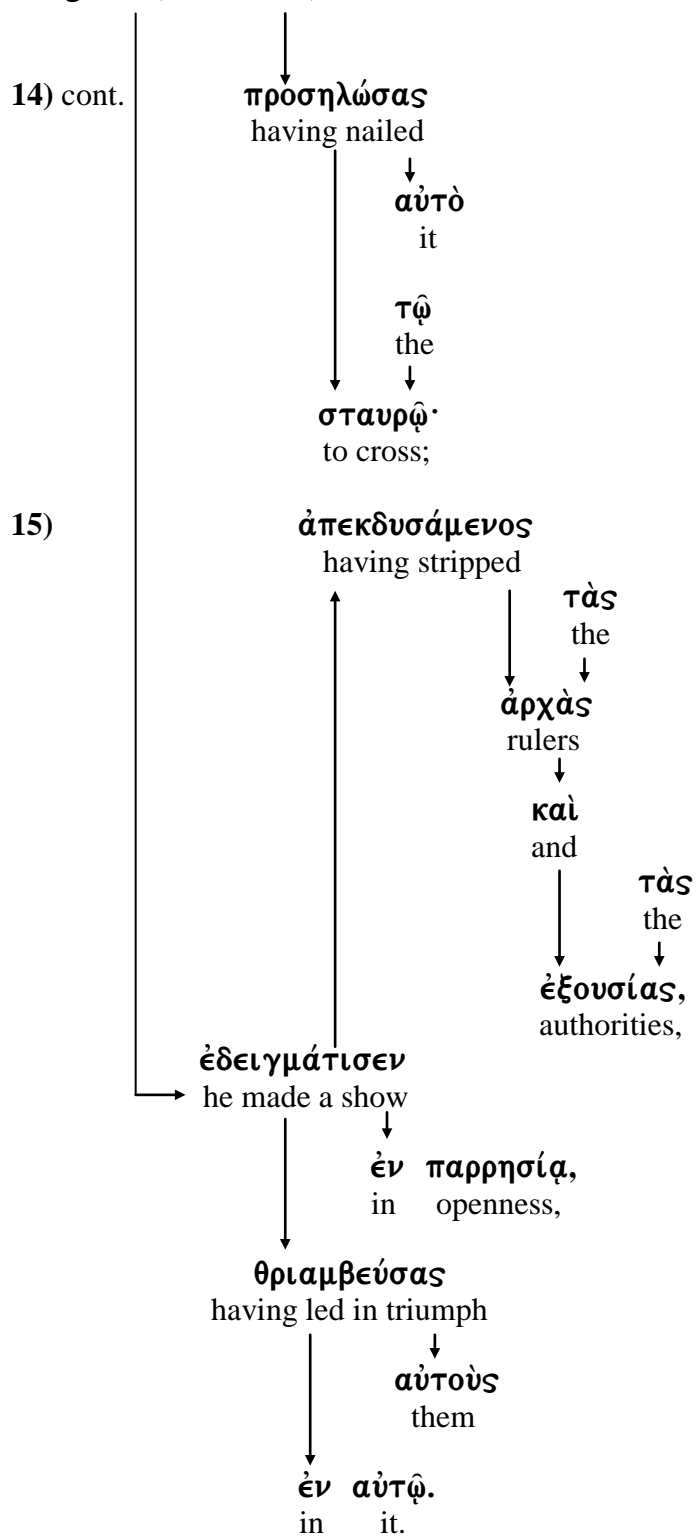 14) cont. προσηλώσας
having nailed
αὐτὸ
it
τῷ
the
σταυρῷ·
to cross;
15) ἀπεκδυσάμενος
having stripped
τὰς
the
ἀρχὰς
rulers
καὶ
and
τὰς
the
ἐξουσίας,
authorities,
ἐδειγμάτισεν
he made a show
ἐν παρρησίᾳ,
in openness,
θριαμβεύσας
having led in triumph
αὐτοὺς
them
ἐν αὐτῷ.
in it.